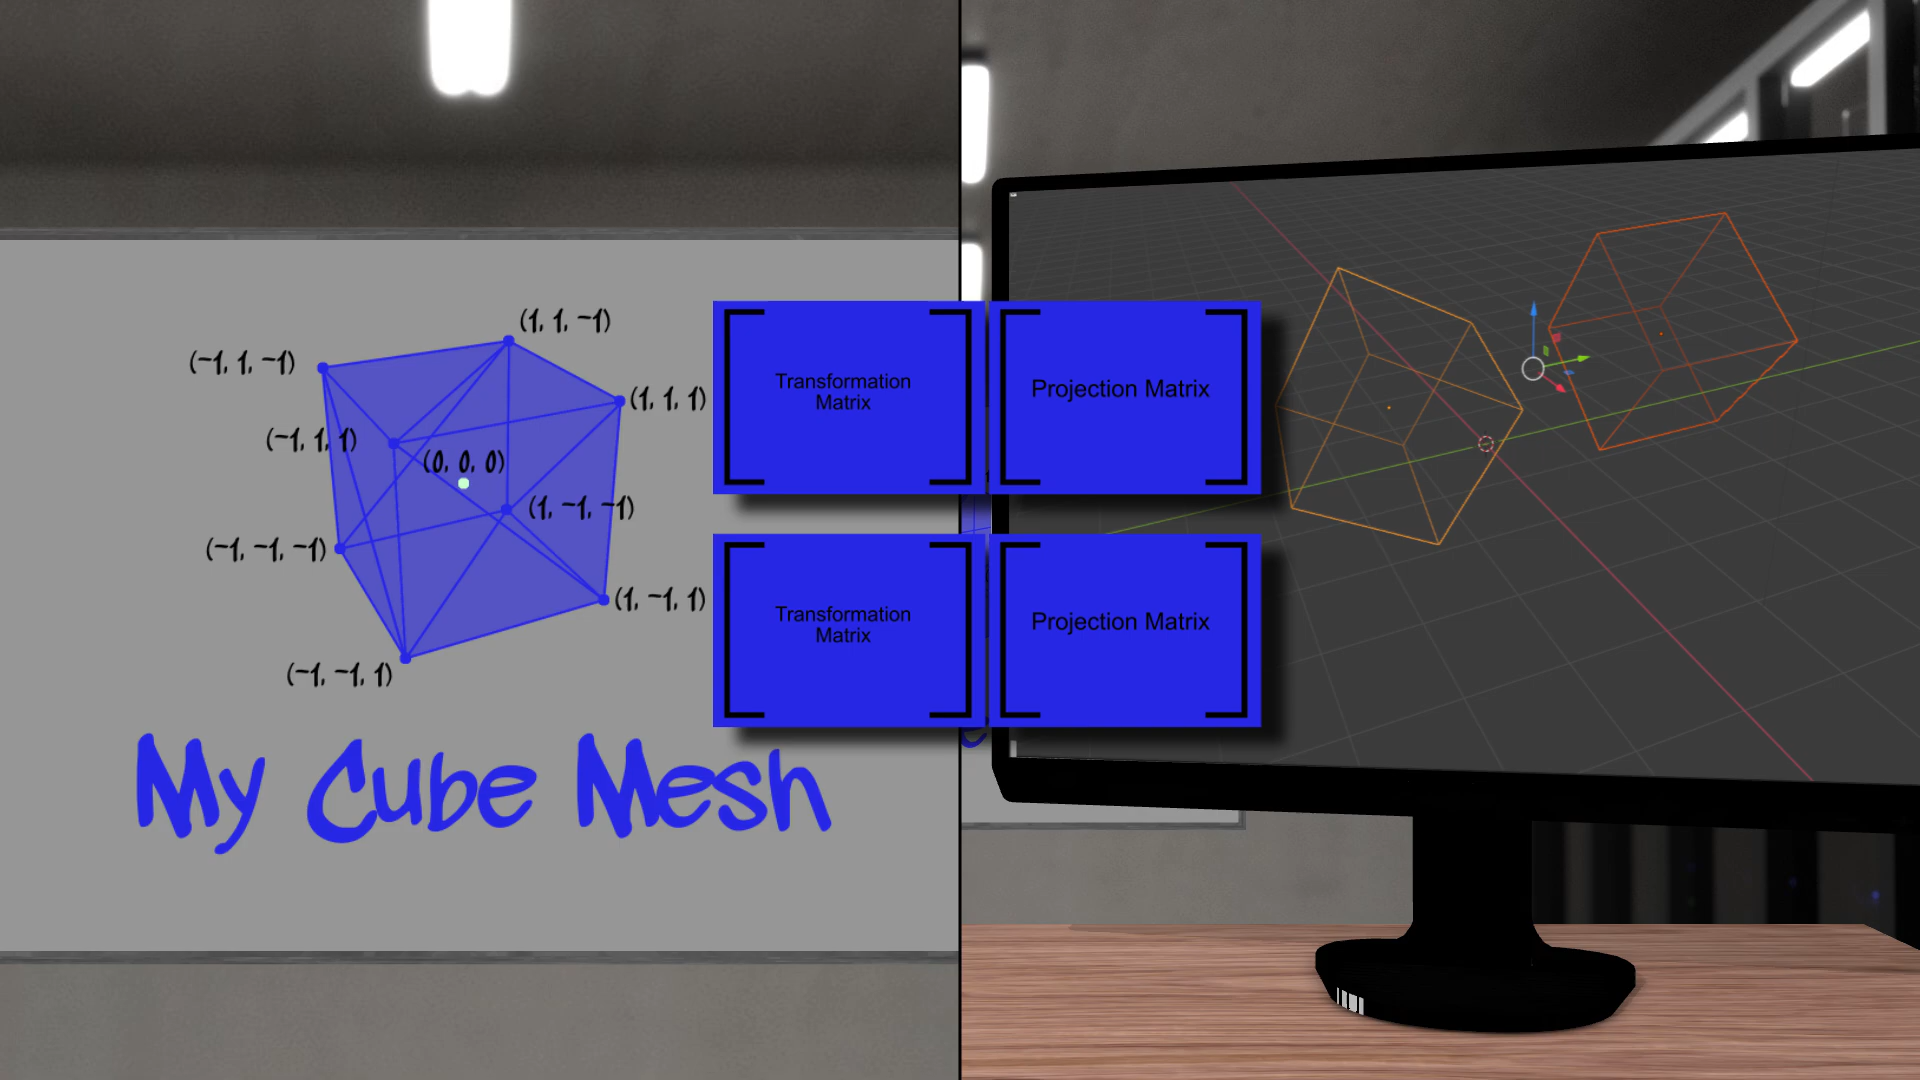 (1, 1, -1)
(-1, 1, -1)
(1, 1, 1)
(-1, 1, 1)
(0, 0, 0)
(1, -1, -1)
(-1, -1, -1)
(1, -1, 1)
(-1, -1, 1)
My Cube Mesh
Transformation
Matrix
Projection Matrix
Transformation
Matrix
Projection Matrix